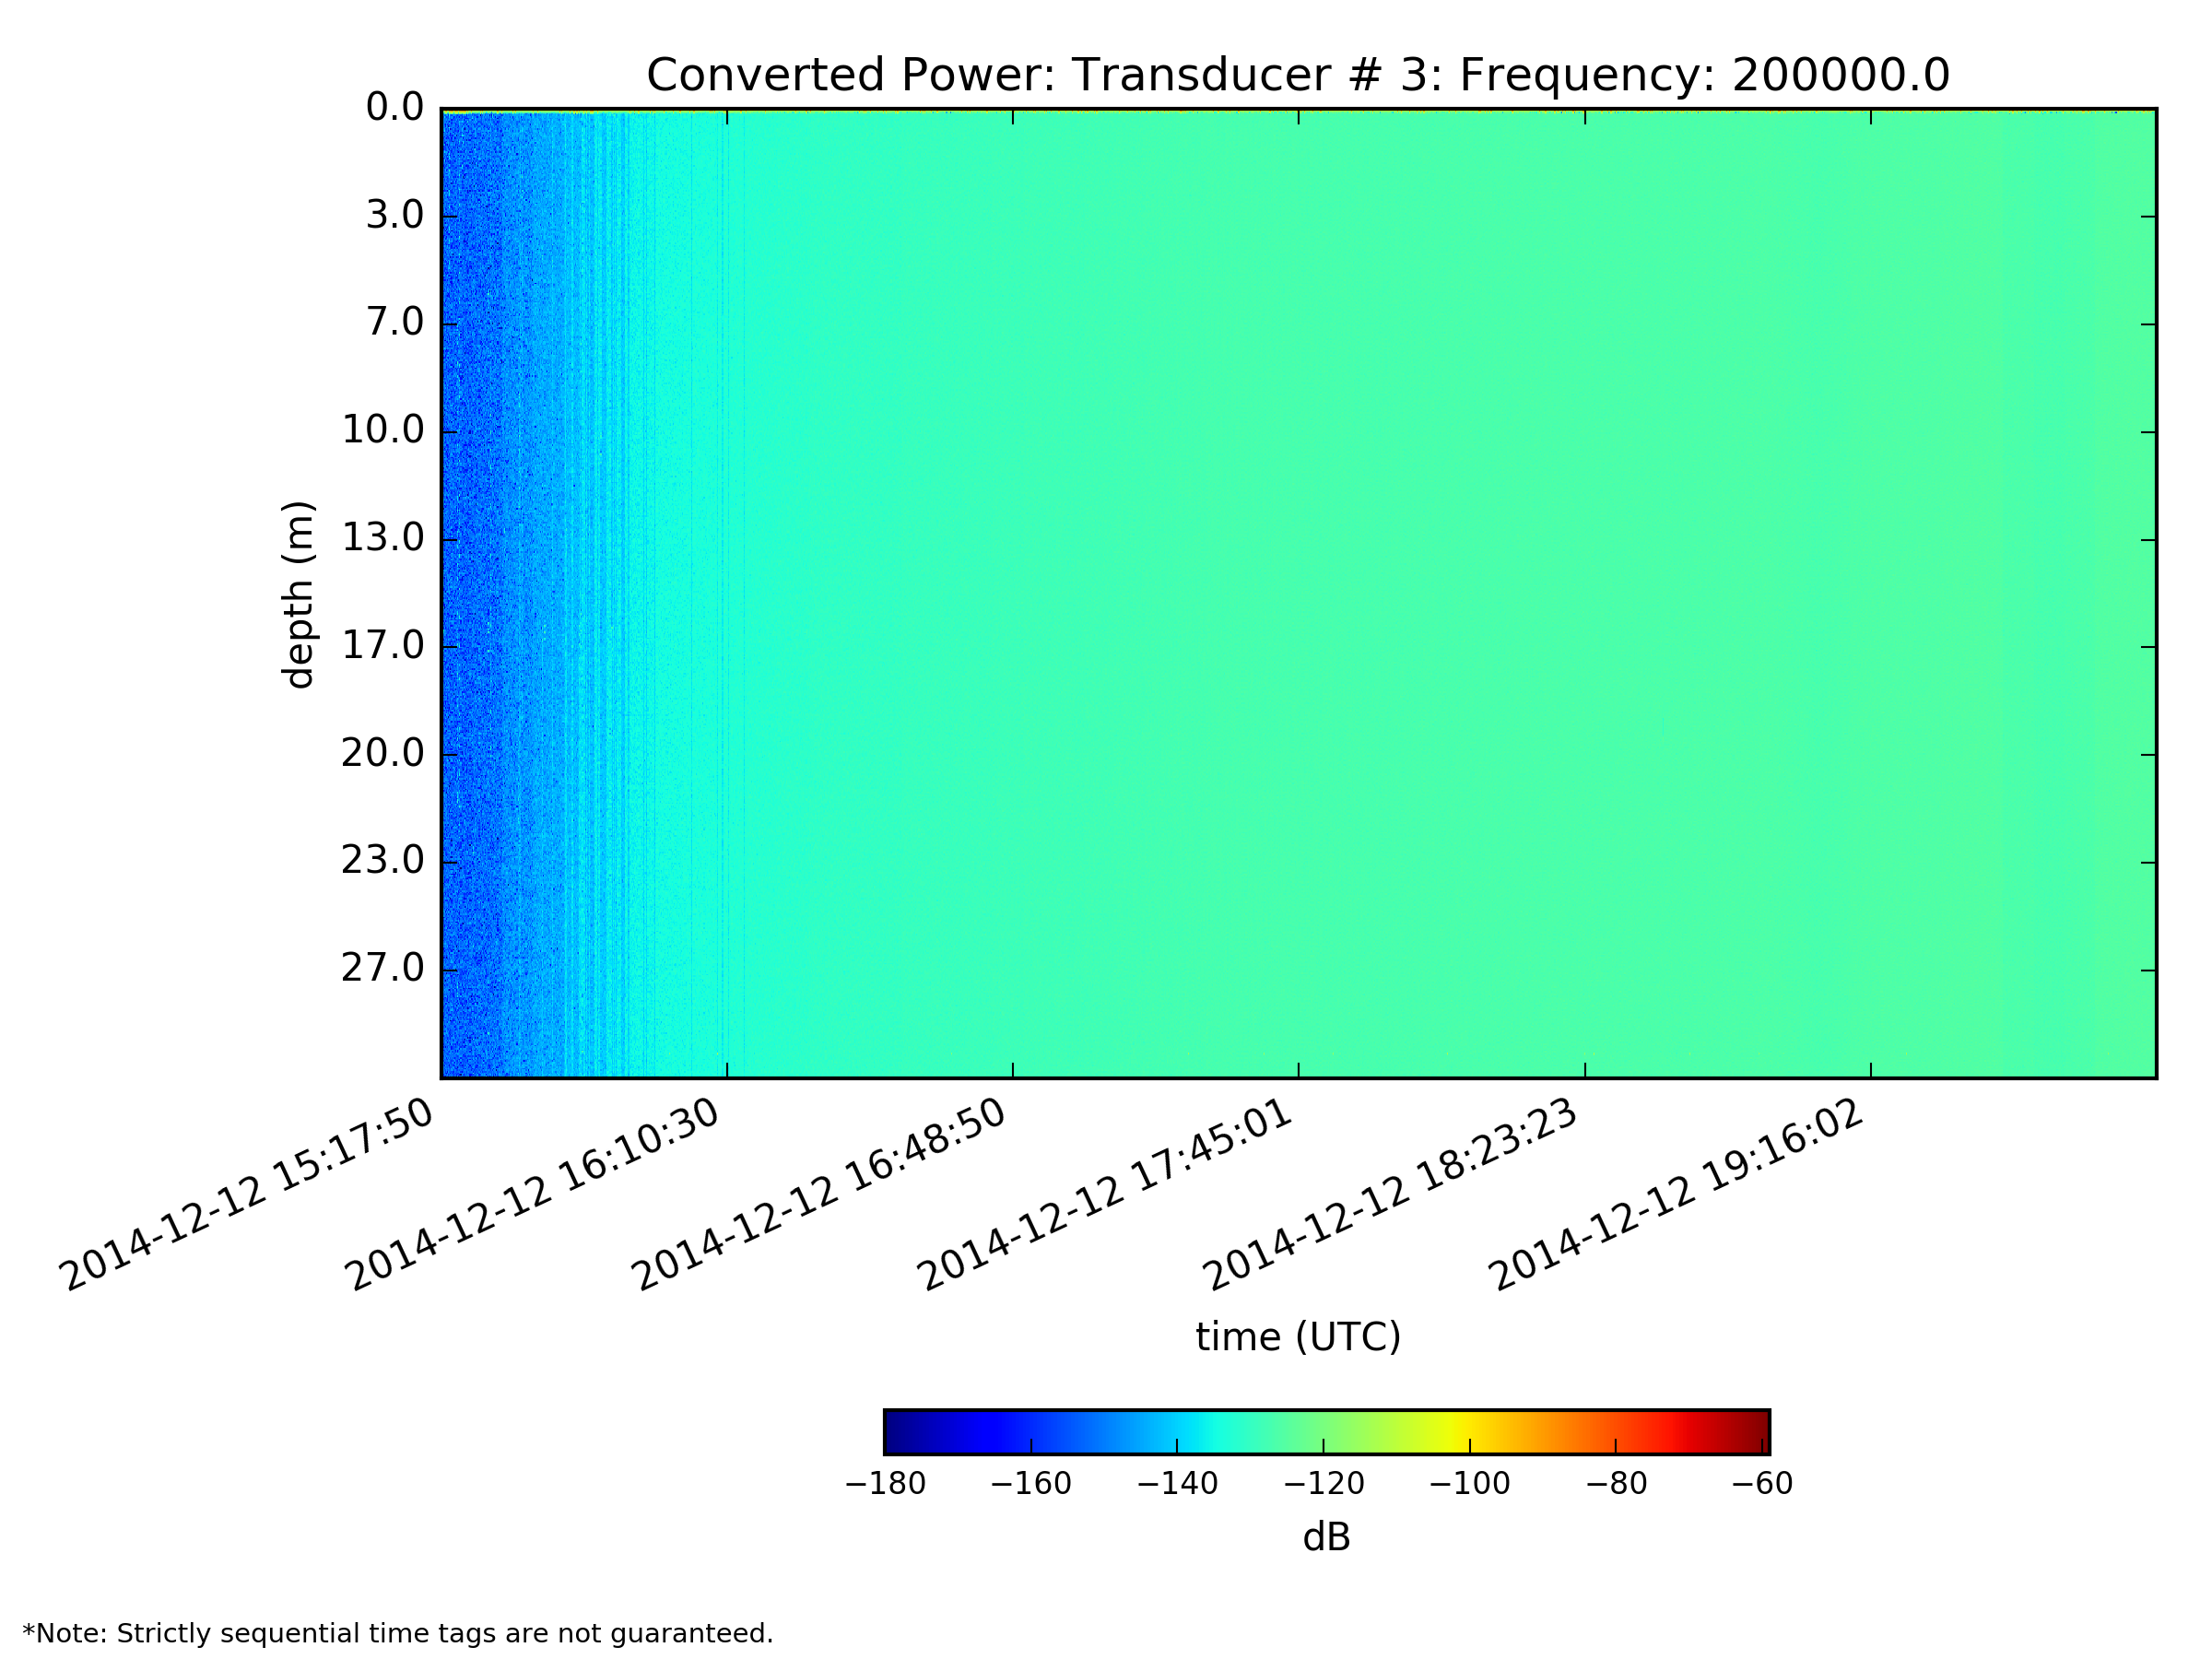 Converted Power: Transducer # 3: Frequency: 200000.0
0.0
3.0
7.0
10.0
13.0
17.0
20.0
23.0
27.0
depth (m)
2014-12-12 15:17:50
2014-12-12 16:10:30
2014-12-12 16:48:50
2014-12-12 17:45:01
2014-12-12 18:23:23
2014-12-12 19:16:02
time (UTC)
−180 −160 −140 −120 −100 −80 −60
dB
*Note: Strictly sequential time tags are not guaranteed.